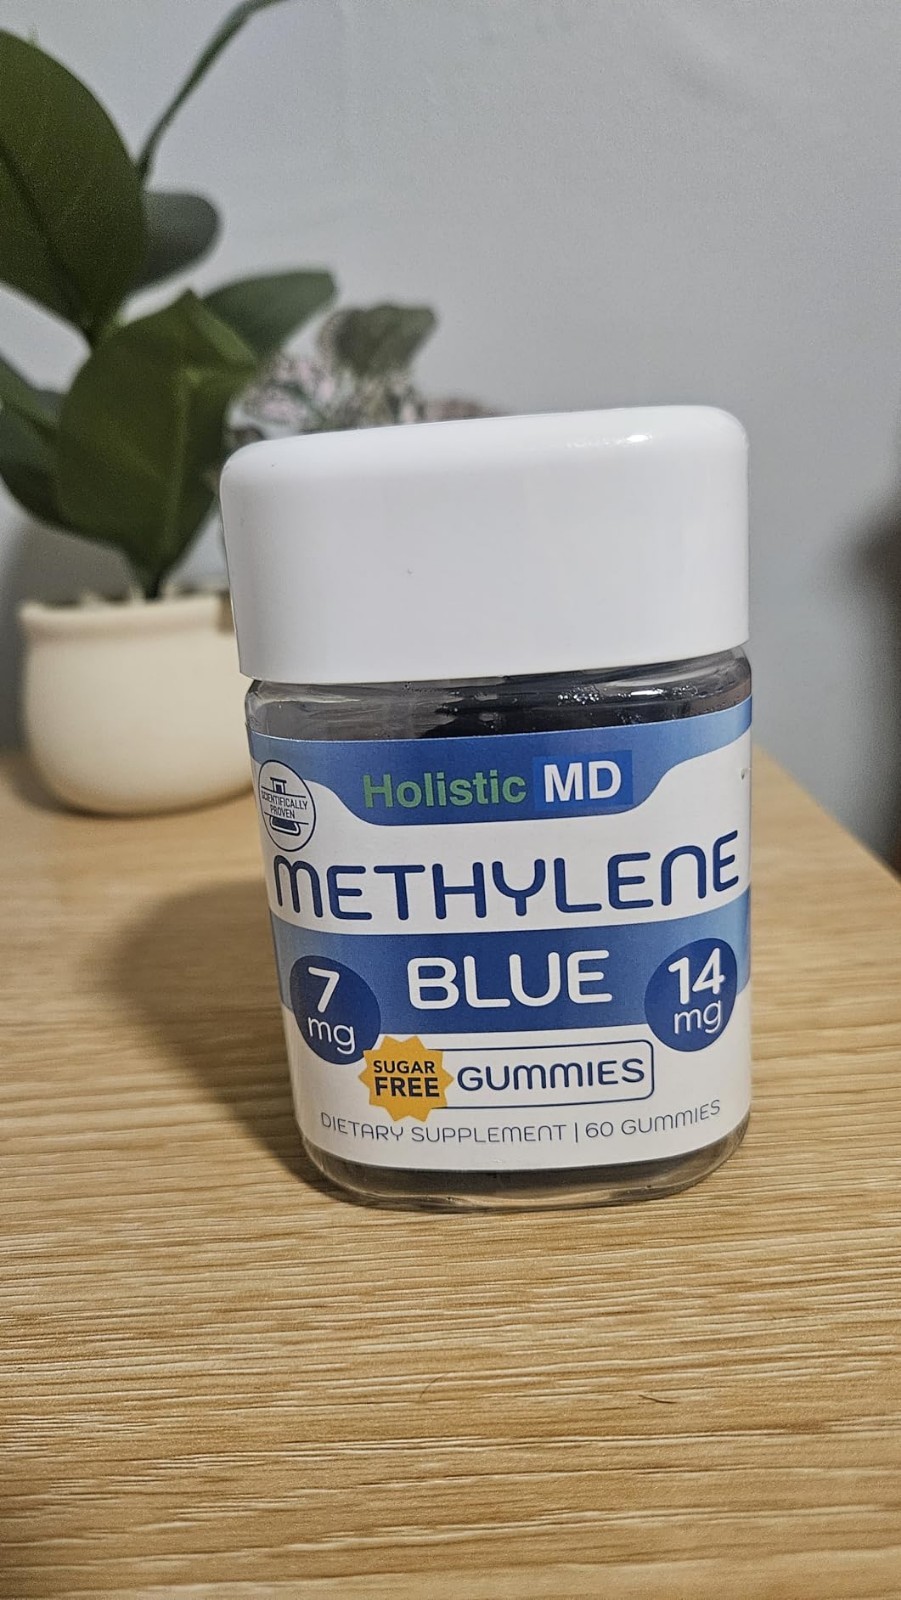 Holistic MD
SCIENTIFICALLY
PROVEN
METHYLENE
BLUE
7
mg
14
mg
SUGAR
FREE
GUMMIES
DIETARY SUPPLEMENT | 60 GUMMIES